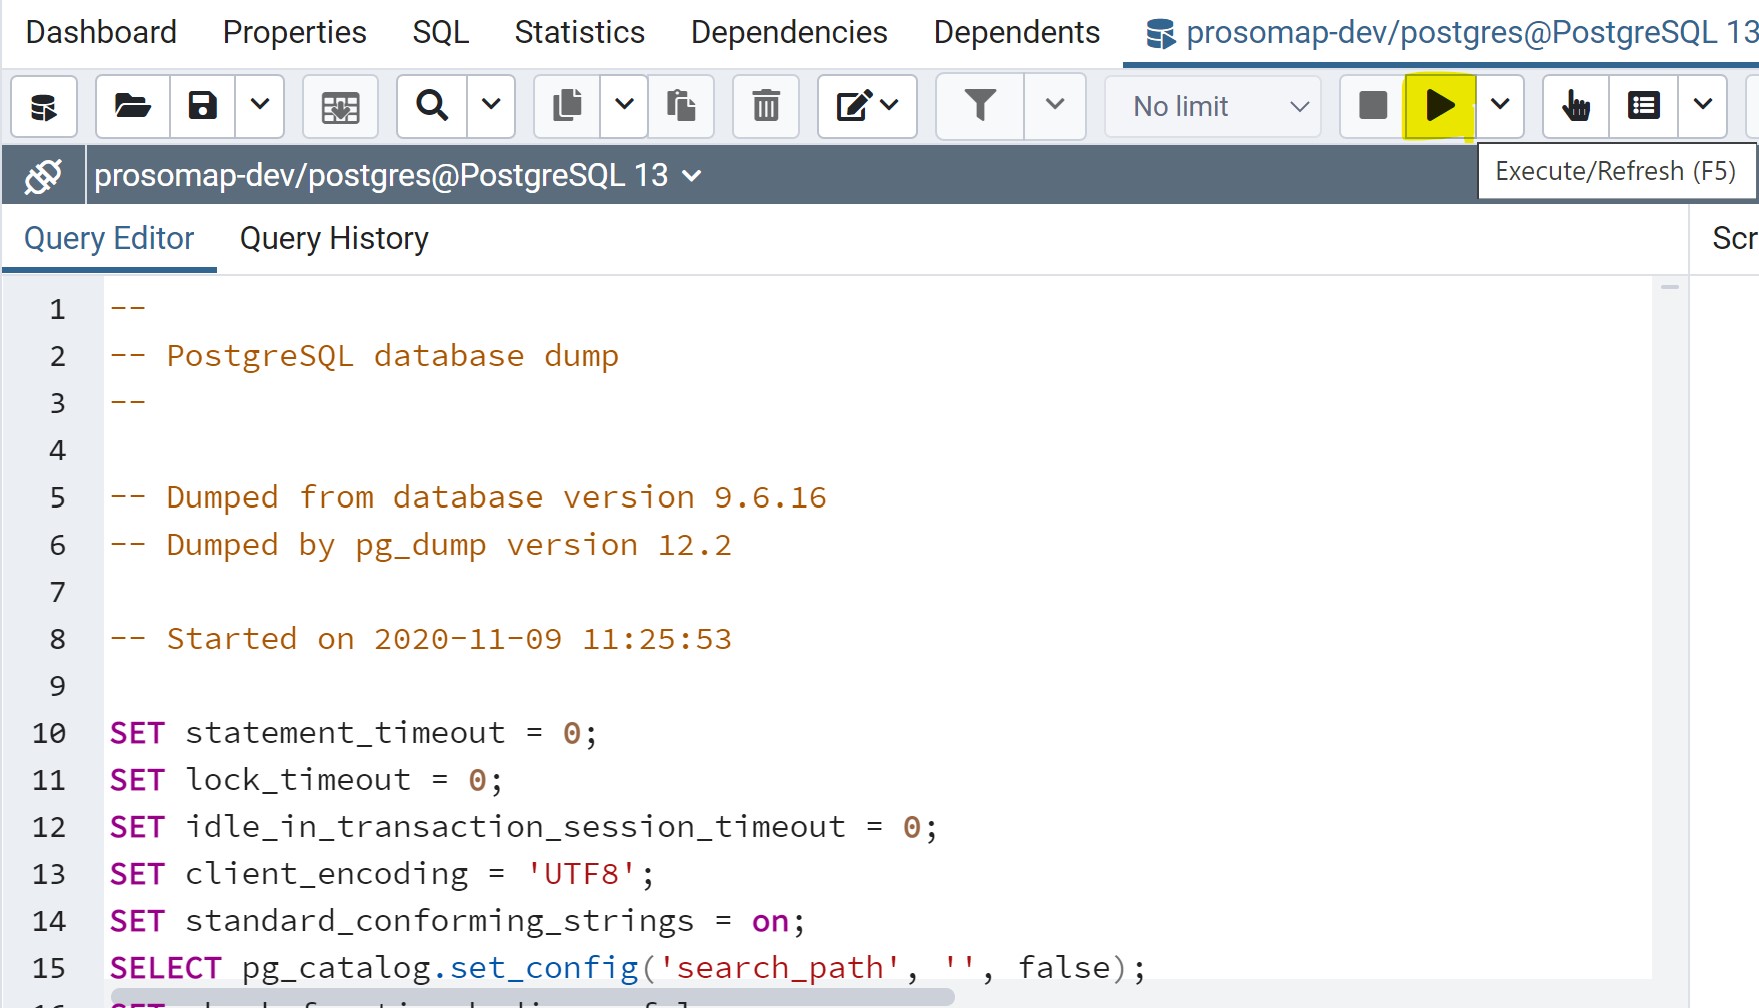 Dashboard Properties SQL Statistics Dependencies Dependents prosomap-dev/postgres@PostgreSQL 13
No limit
prosomap-dev/postgres@PostgreSQL 13
Execute/Refresh (F5)
Query Editor Query History Scr
1 --
2 -- PostgreSQL database dump
3 --
4
5 -- Dumped from database version 9.6.16
6 -- Dumped by pg_dump version 12.2
7
8 -- Started on 2020-11-09 11:25:53
9
10 SET statement_timeout = 0;
11 SET lock_timeout = 0;
12 SET idle_in_transaction_session_timeout = 0;
13 SET client_encoding = 'UTF8';
14 SET standard_conforming_strings = on;
15 SELECT pg_catalog.set_config('search_path', '', false);